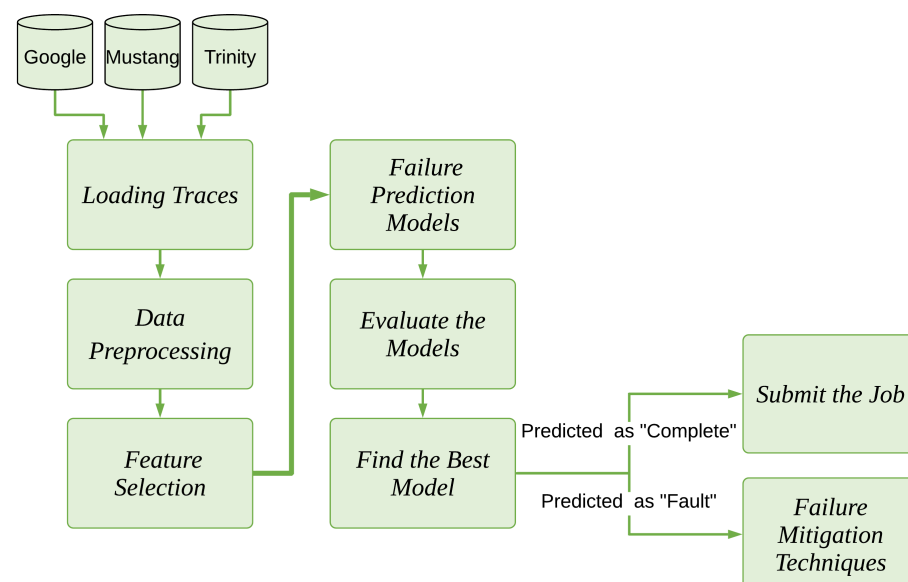 Google
Mustang
Trinity
Loading Traces
Data
Preprocessing
Feature
Selection
Failure
Prediction
Models
Evaluate the
Models
Find the Best
Model
Predicted as "Complete"
Predicted as "Fault"
Submit the Job
Failure
Mitigation
Techniques